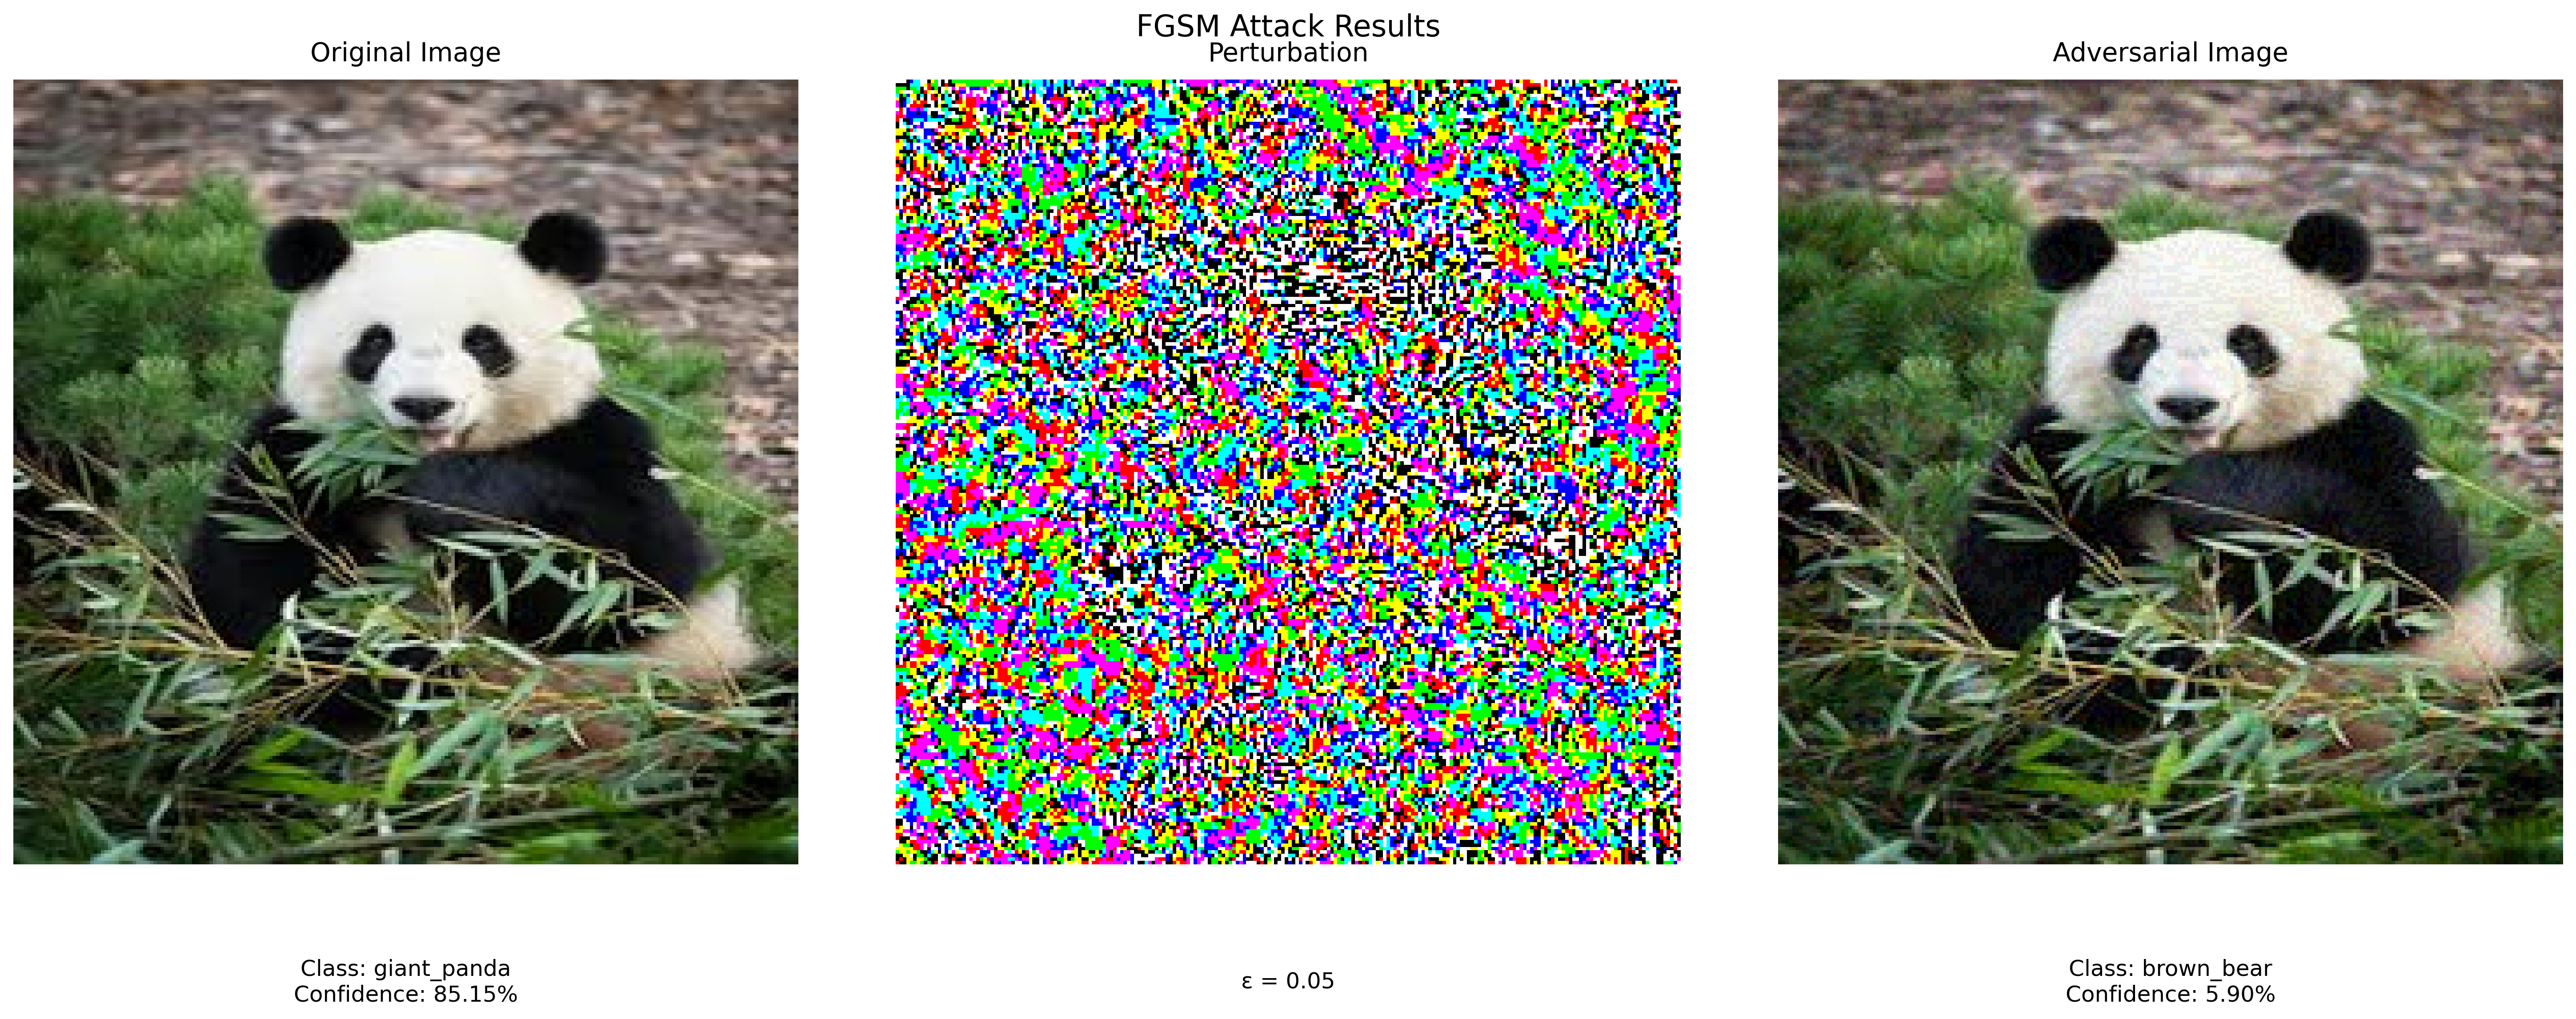 FGSM Attack Results
Original Image
Perturbation
Adversarial Image
Class: giant_panda
Confidence: 85.15%
ε = 0.05
Class: brown_bear
Confidence: 5.90%